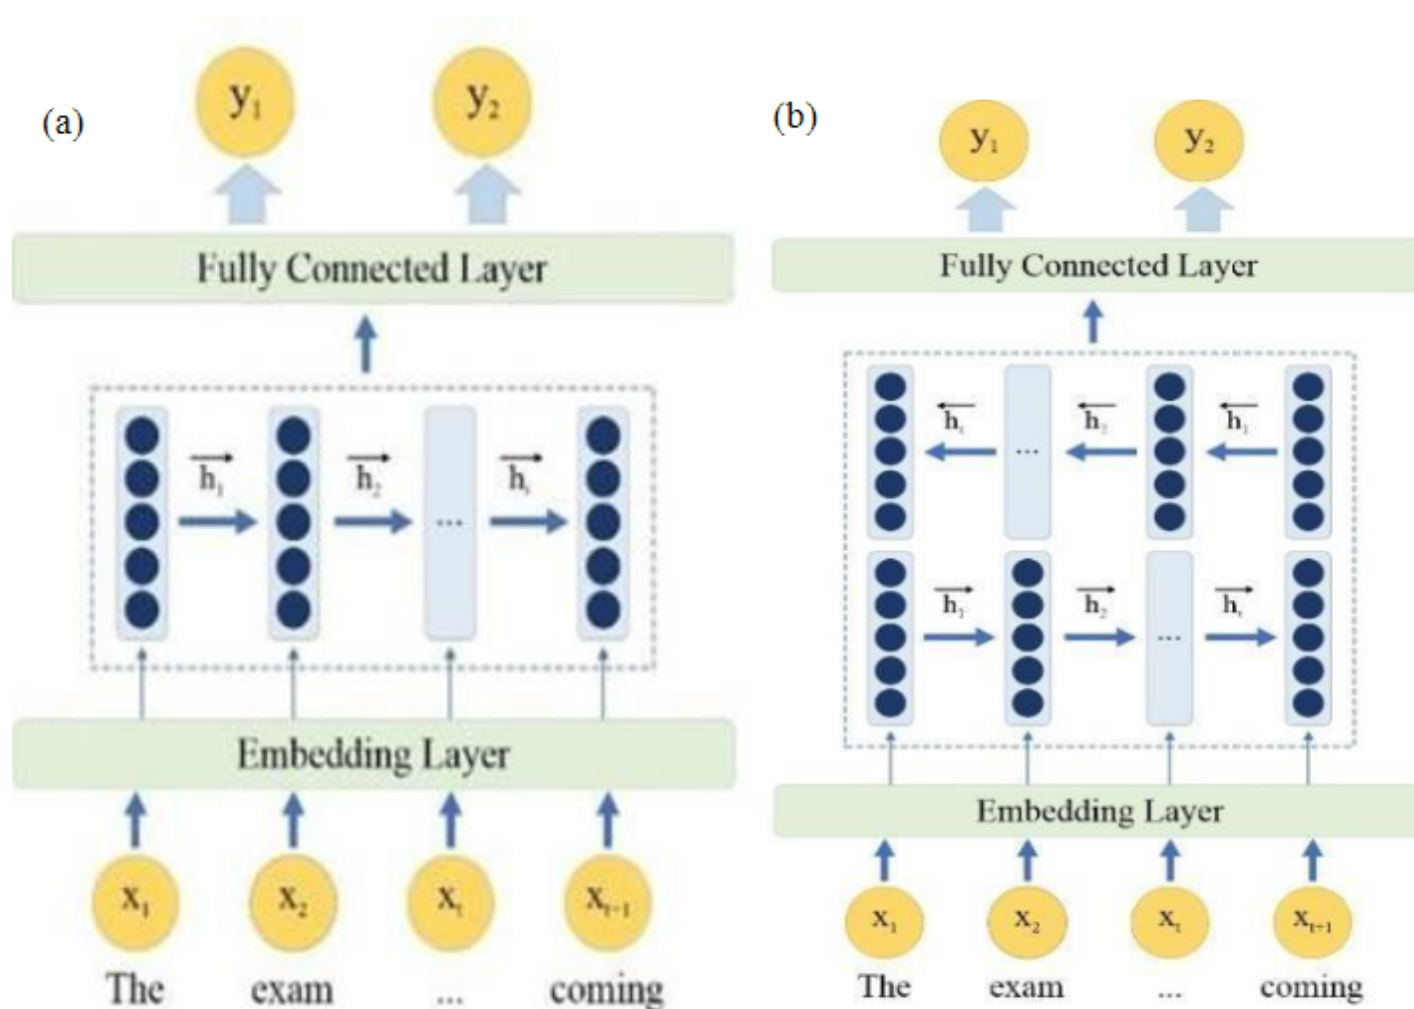 (a)
y₁ y₂
Fully Connected Layer
h₁ h₂ ... hₜ
Embedding Layer
x₁ x₂ xₜ xₜ₊₁
The exam ... coming
(b)
y₁ y₂
Fully Connected Layer
hₜ ... h₂ h₁
h₁ h₂ ... hₜ
Embedding Layer
x₁ x₂ xₜ xₜ₊₁
The exam ... coming